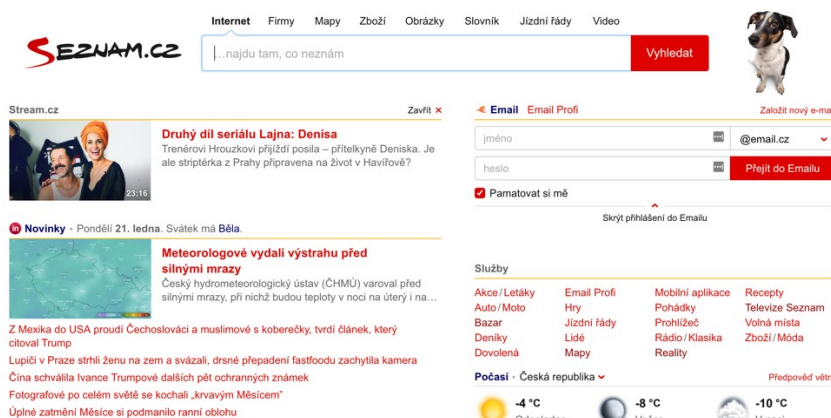 Internet Firmy Mapy Zboží Obrázky Slovník Jízdní řády Video
SEZNAM.CZ
...najdu tam, co neznám
Vyhledat
Stream.cz
Zavřít ×
Druhý díl seriálu Lajna: Denisa
Trenérovi Hrouzkovi přijíždí posila – přítelkyně Deniska. Je
ale striptérka z Prahy připravena na život v Havířově?
23:16
Novinky • Pondělí 21. ledna. Svátek má Běla.
Meteorologové vydali výstrahu před
silnými mrazy
Český hydrometeorologický ústav (ČHMÚ) varoval před
silnými mrazy, při nichž budou teploty v noci na úterý i na...
Z Mexika do USA proudí Čechoslováci a muslimové s koberečky, tvrdí článek, který
citoval Trump
Lupiči v Praze strhli ženu na zem a svázali, drsné přepadení fastfoodu zachytila kamera
Čína schválila Ivance Trumpové dalších pět ochranných známek
Fotografové po celém světě se kochali „krvavým Měsícem"
Úplné zatmění Měsíce si podmanilo ranní oblohu
Email Email Profi
Založit nový e-ma
jméno
@email.cz
heslo
Přejít do Emailu
Pamatovat si mě
Skrýt přihlášení do Emailu
Služby
Akce/Letáky Email Profi Mobilní aplikace Recepty
Auto/Moto Hry Pohádky Televize Seznam
Bazar Jízdní řády Prohlížeč Volná místa
Deníky Lidé Rádio/Klasika Zboží/Móda
Dovolená Mapy Reality
Počasí • Česká republika
Předpověď větr
-4 °C -8 °C -10 °C